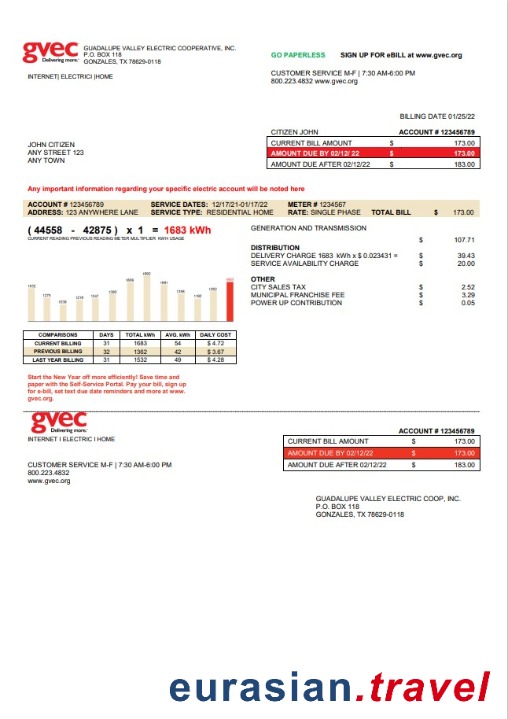 gvec
Delivering more.
GUADALUPE VALLEY ELECTRIC COOPERATIVE, INC.
P.O. BOX 118
GONZALES, TX 78629-0118
INTERNET| ELECTRICI |HOME
GO PAPERLESS SIGN UP FOR eBILL at www.gvec.org
CUSTOMER SERVICE M-F | 7:30 AM-6:00 PM
800.223.4832 www.gvec.org
BILLING DATE 01/25/22
CITIZEN JOHN ACCOUNT # 123456789
CURRENT BILL AMOUNT $ 173.00
AMOUNT DUE BY 02/12/ 22 $ 173.00
AMOUNT DUE AFTER 02/12/22 $ 183.00
JOHN CITIZEN
ANY STREET 123
ANY TOWN
Any important information regarding your specific electric account will be noted here
ACCOUNT # 123456789 SERVICE DATES: 12/17/21-01/17/22 METER # 1234567
ADDRESS: 123 ANYWHERE LANE SERVICE TYPE: RESIDENTIAL HOME RATE: SINGLE PHASE TOTAL BILL $ 173.00
( 44558 - 42875 ) x 1 = 1683 kWh
CURRENT READING PREVIOUS READING METER MULTIPLIER KWH USAGE
GENERATION AND TRANSMISSION
$ 107.71
DISTRIBUTION
DELIVERY CHARGE 1683 kWh x $ 0.023431 = $ 39.43
SERVICE AVAILABILITY CHARGE $ 20.00
OTHER
CITY SALES TAX $ 2.52
MUNICIPAL FRANCHISE FEE $ 3.29
POWER UP CONTRIBUTION $ 0.05
COMPARISONS DAYS TOTAL kWh AVG. kWh DAILY COST
CURRENT BILLING 31 1683 54 $ 4.72
PREVIOUS BILLING 32 1362 42 $ 3.67
LAST YEAR BILLING 31 1532 49 $ 4.28
Start the New Year off more efficiently! Save time and
paper with the Self-Service Portal. Pay your bill, sign up
for e-bill, set text due date reminders and more at www.
gvec.org.
gvec
Delivering more.
INTERNET I ELECTRIC I HOME
ACCOUNT # 123456789
CURRENT BILL AMOUNT $ 173.00
AMOUNT DUE BY 02/12/22 $ 173.00
AMOUNT DUE AFTER 02/12/22 $ 183.00
CUSTOMER SERVICE M-F | 7:30 AM-6:00 PM
800.223.4832
www.gvec.org
GUADALUPE VALLEY ELECTRIC COOP, INC.
P.O. BOX 118
GONZALES, TX 78629-0118
eurasian.travel